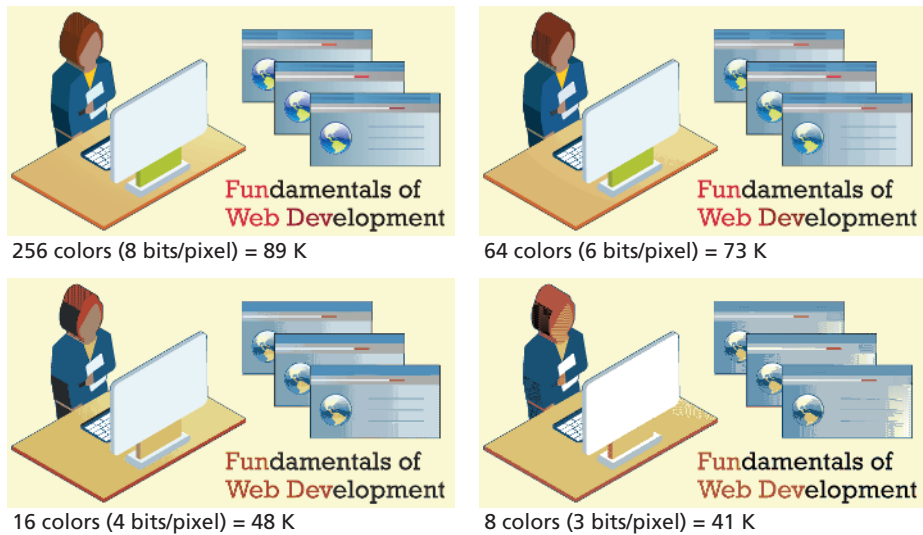 Fundamentals of
Web Development
256 colors (8 bits/pixel) = 89 K
Fundamentals of
Web Development
64 colors (6 bits/pixel) = 73 K
Fundamentals of
Web Development
16 colors (4 bits/pixel) = 48 K
Fundamentals of
Web Development
8 colors (3 bits/pixel) = 41 K